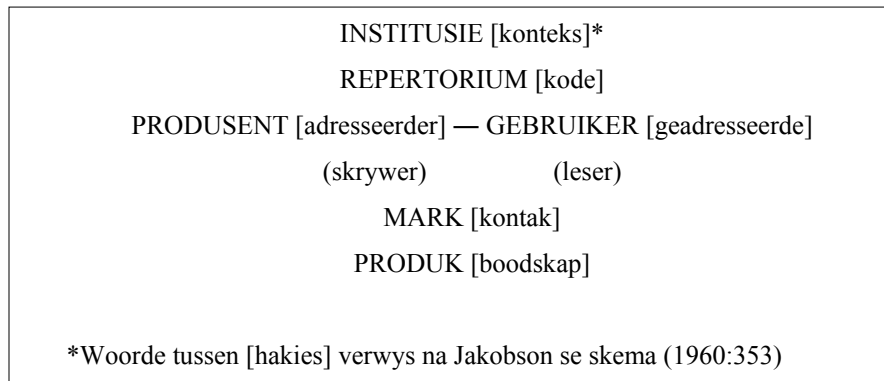 INSTITUSIE [konteks]*
REPERTORIUM [kode]
PRODUSENT [adresseerder] — GEBRUIKER [geadresseerde]
(skrywer) (leser)
MARK [kontak]
PRODUK [boodskap]
*Woorde tussen [hakies] verwys na Jakobson se skema (1960:353)